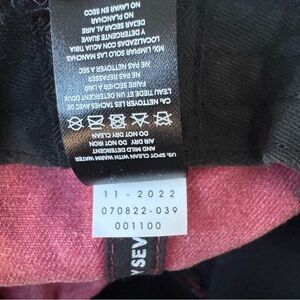 US: SPOT CLEAN WITH WARM WATER
AND MILD DETERGENT
AIR DRY
DO NOT IRON
DO NOT DRY CLEAN
CA: NETTOYER LES TACHES AVEC DE
L'EAU TIEDE ET UN DETERGENT DOUX
FAIRE SECHER A L'AIR
NE PAS REPASSER
NE PAS NETTOYER A SEC
MX: LIMPIAR SOLO LAS MANCHAS
LOCALIZADAS CON AGUA TIBIA
Y DETERGENTE SUAVE
DEJAR SECAR AL AIRE
NO PLANCHAR
NO LAVAR EN SECO
11-2022
070822-039
001100
Y SEV